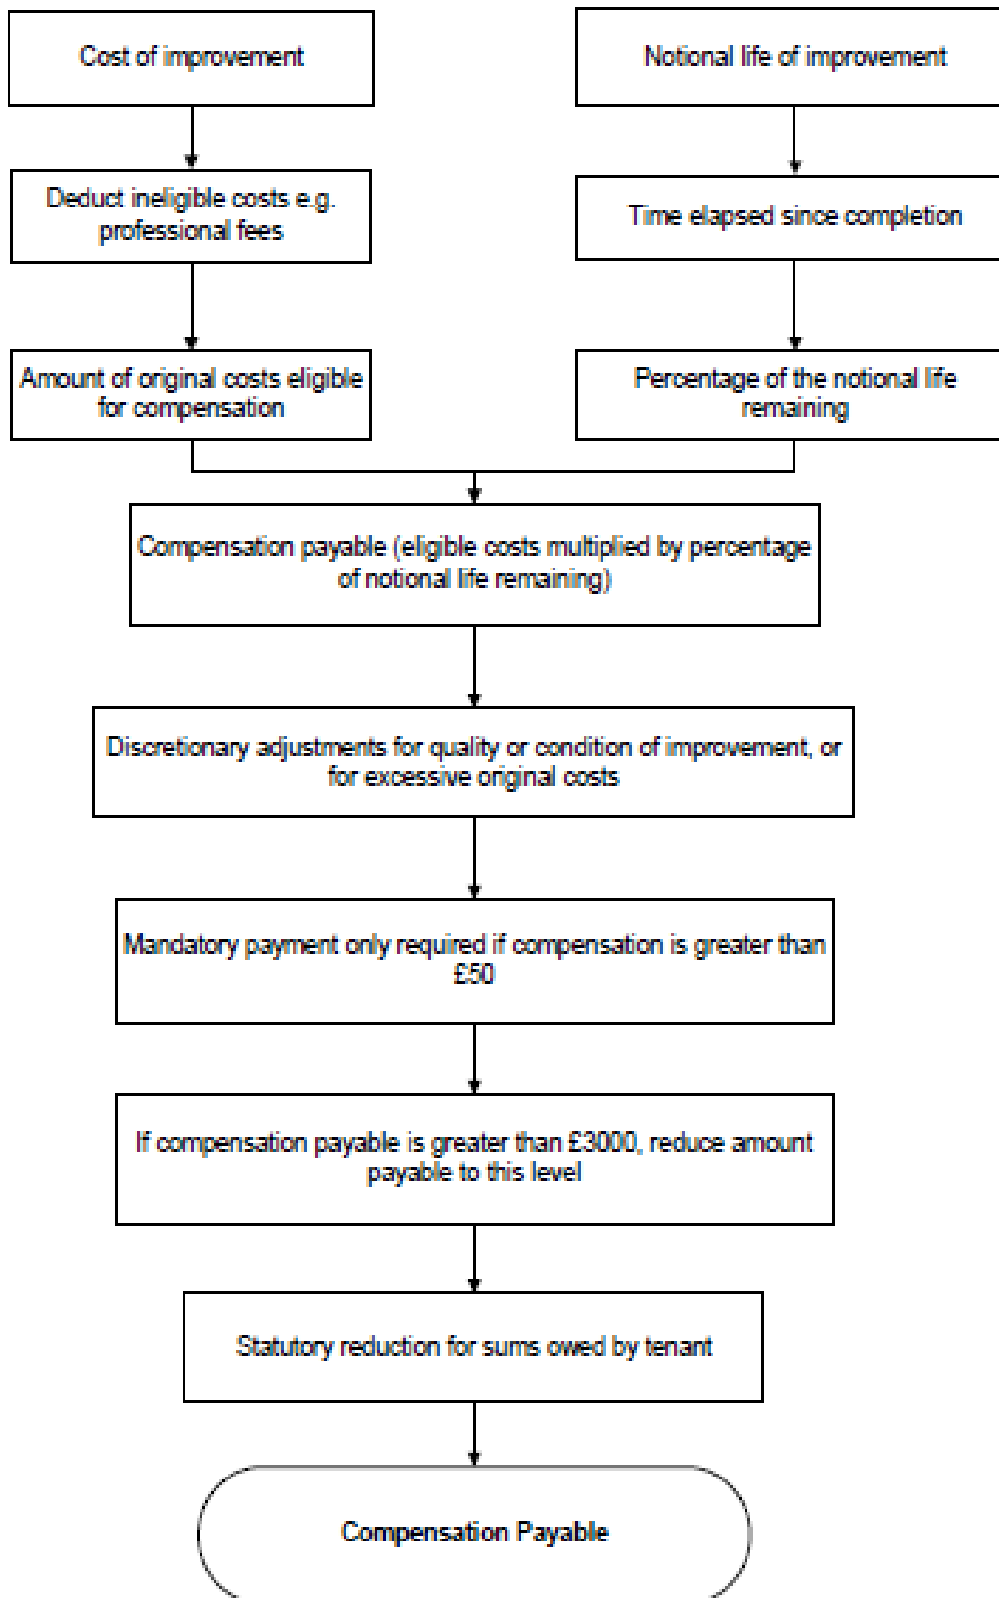 Cost of improvement
Notional life of improvement
Deduct ineligible costs e.g.
professional fees
Time elapsed since completion
Amount of original costs eligible
for compensation
Percentage of the notional life
remaining
Compensation payable (eligible costs multiplied by percentage
of notional life remaining)
Discretionary adjustments for quality or condition of improvement, or
for excessive original costs
Mandatory payment only required if compensation is greater than
£50
If compensation payable is greater than £3000, reduce amount
payable to this level
Statutory reduction for sums owed by tenant
Compensation Payable